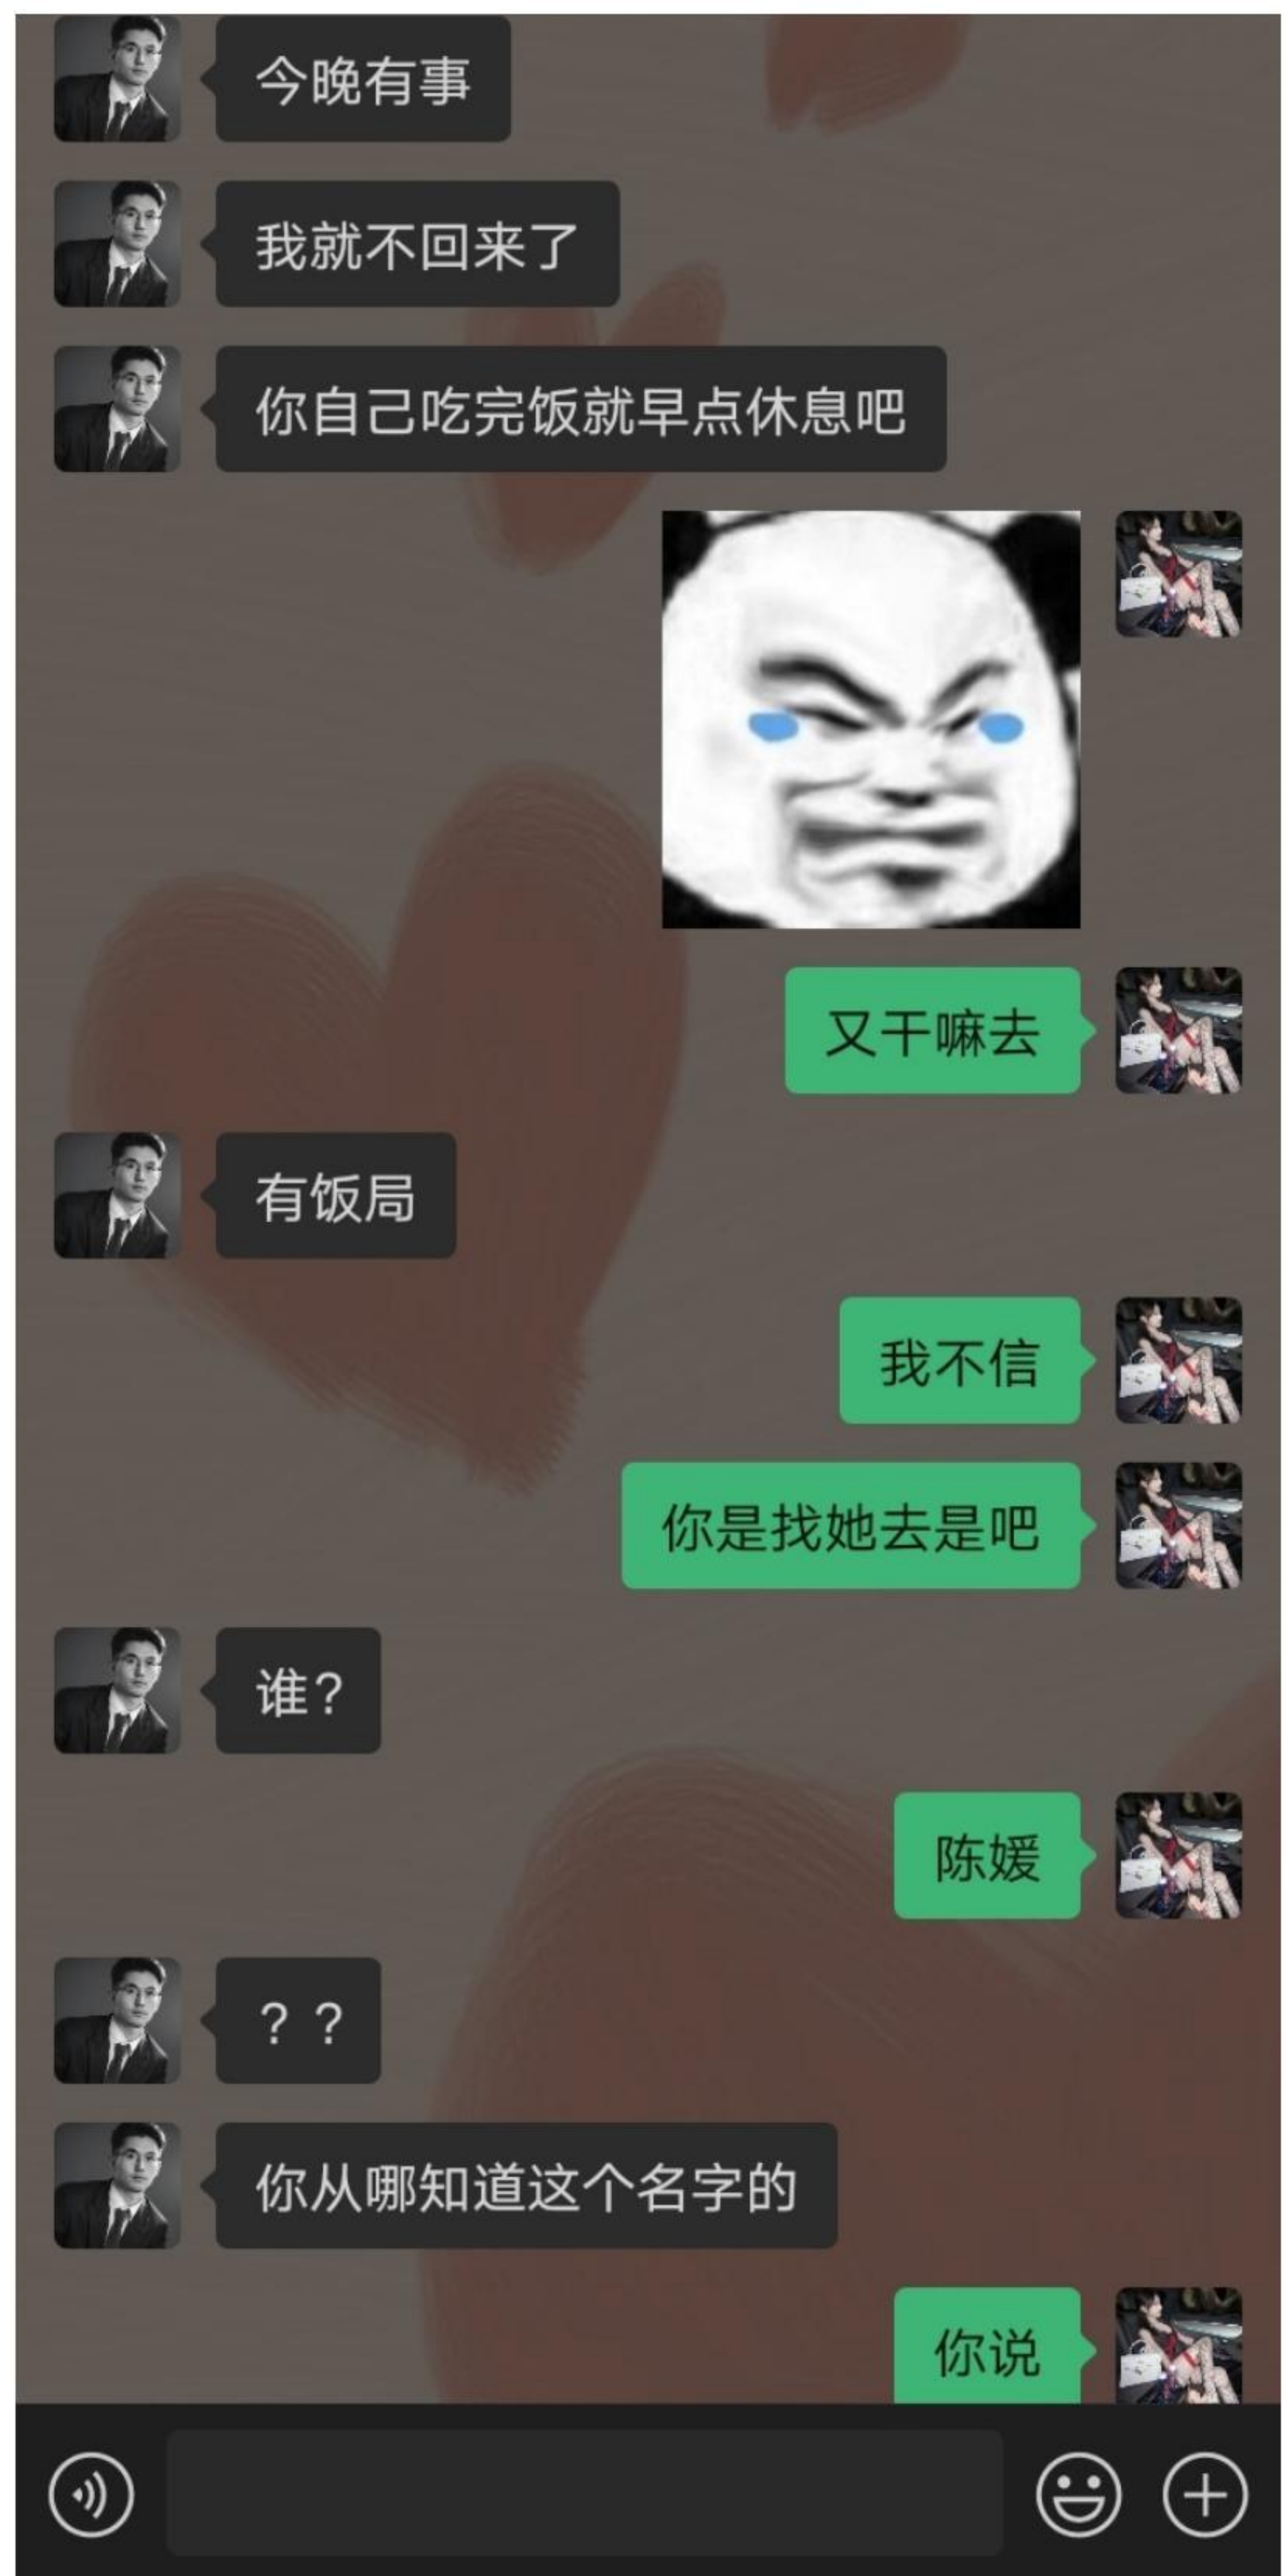 今晚有事
我就不回来了
你自己吃完饭就早点休息吧
又干嘛去
有饭局
我不信
你是找她去是吧
谁？
陈媛
？？
你从哪知道这个名字的
你说